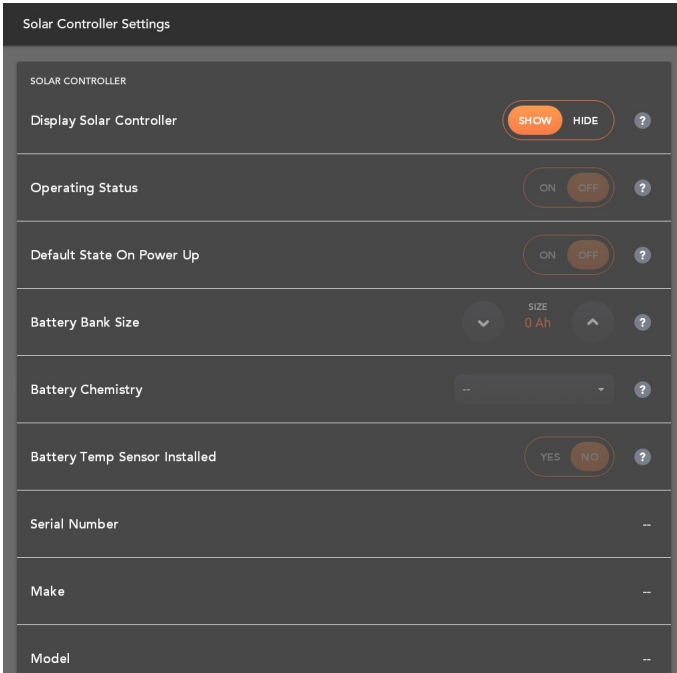 Solar Controller Settings
SOLAR CONTROLLER
Display Solar Controller SHOW HIDE ?
Operating Status ON OFF ?
Default State On Power Up ON OFF ?
SIZE
Battery Bank Size 0 Ah ?
Battery Chemistry -- ?
Battery Temp Sensor Installed YES NO ?
Serial Number --
Make --
Model --